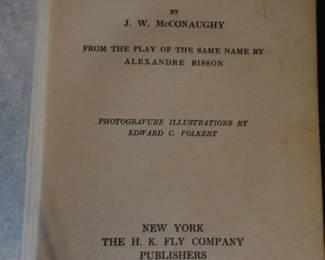 BY
J. W. McCONAUGHY
FROM THE PLAY OF THE SAME NAME BY
ALEXANDRE BISSON
PHOTOGRAVURE ILLUSTRATIONS BY
EDWARD C. VOLKERT
NEW YORK
THE H. K. FLY COMPANY
PUBLISHERS